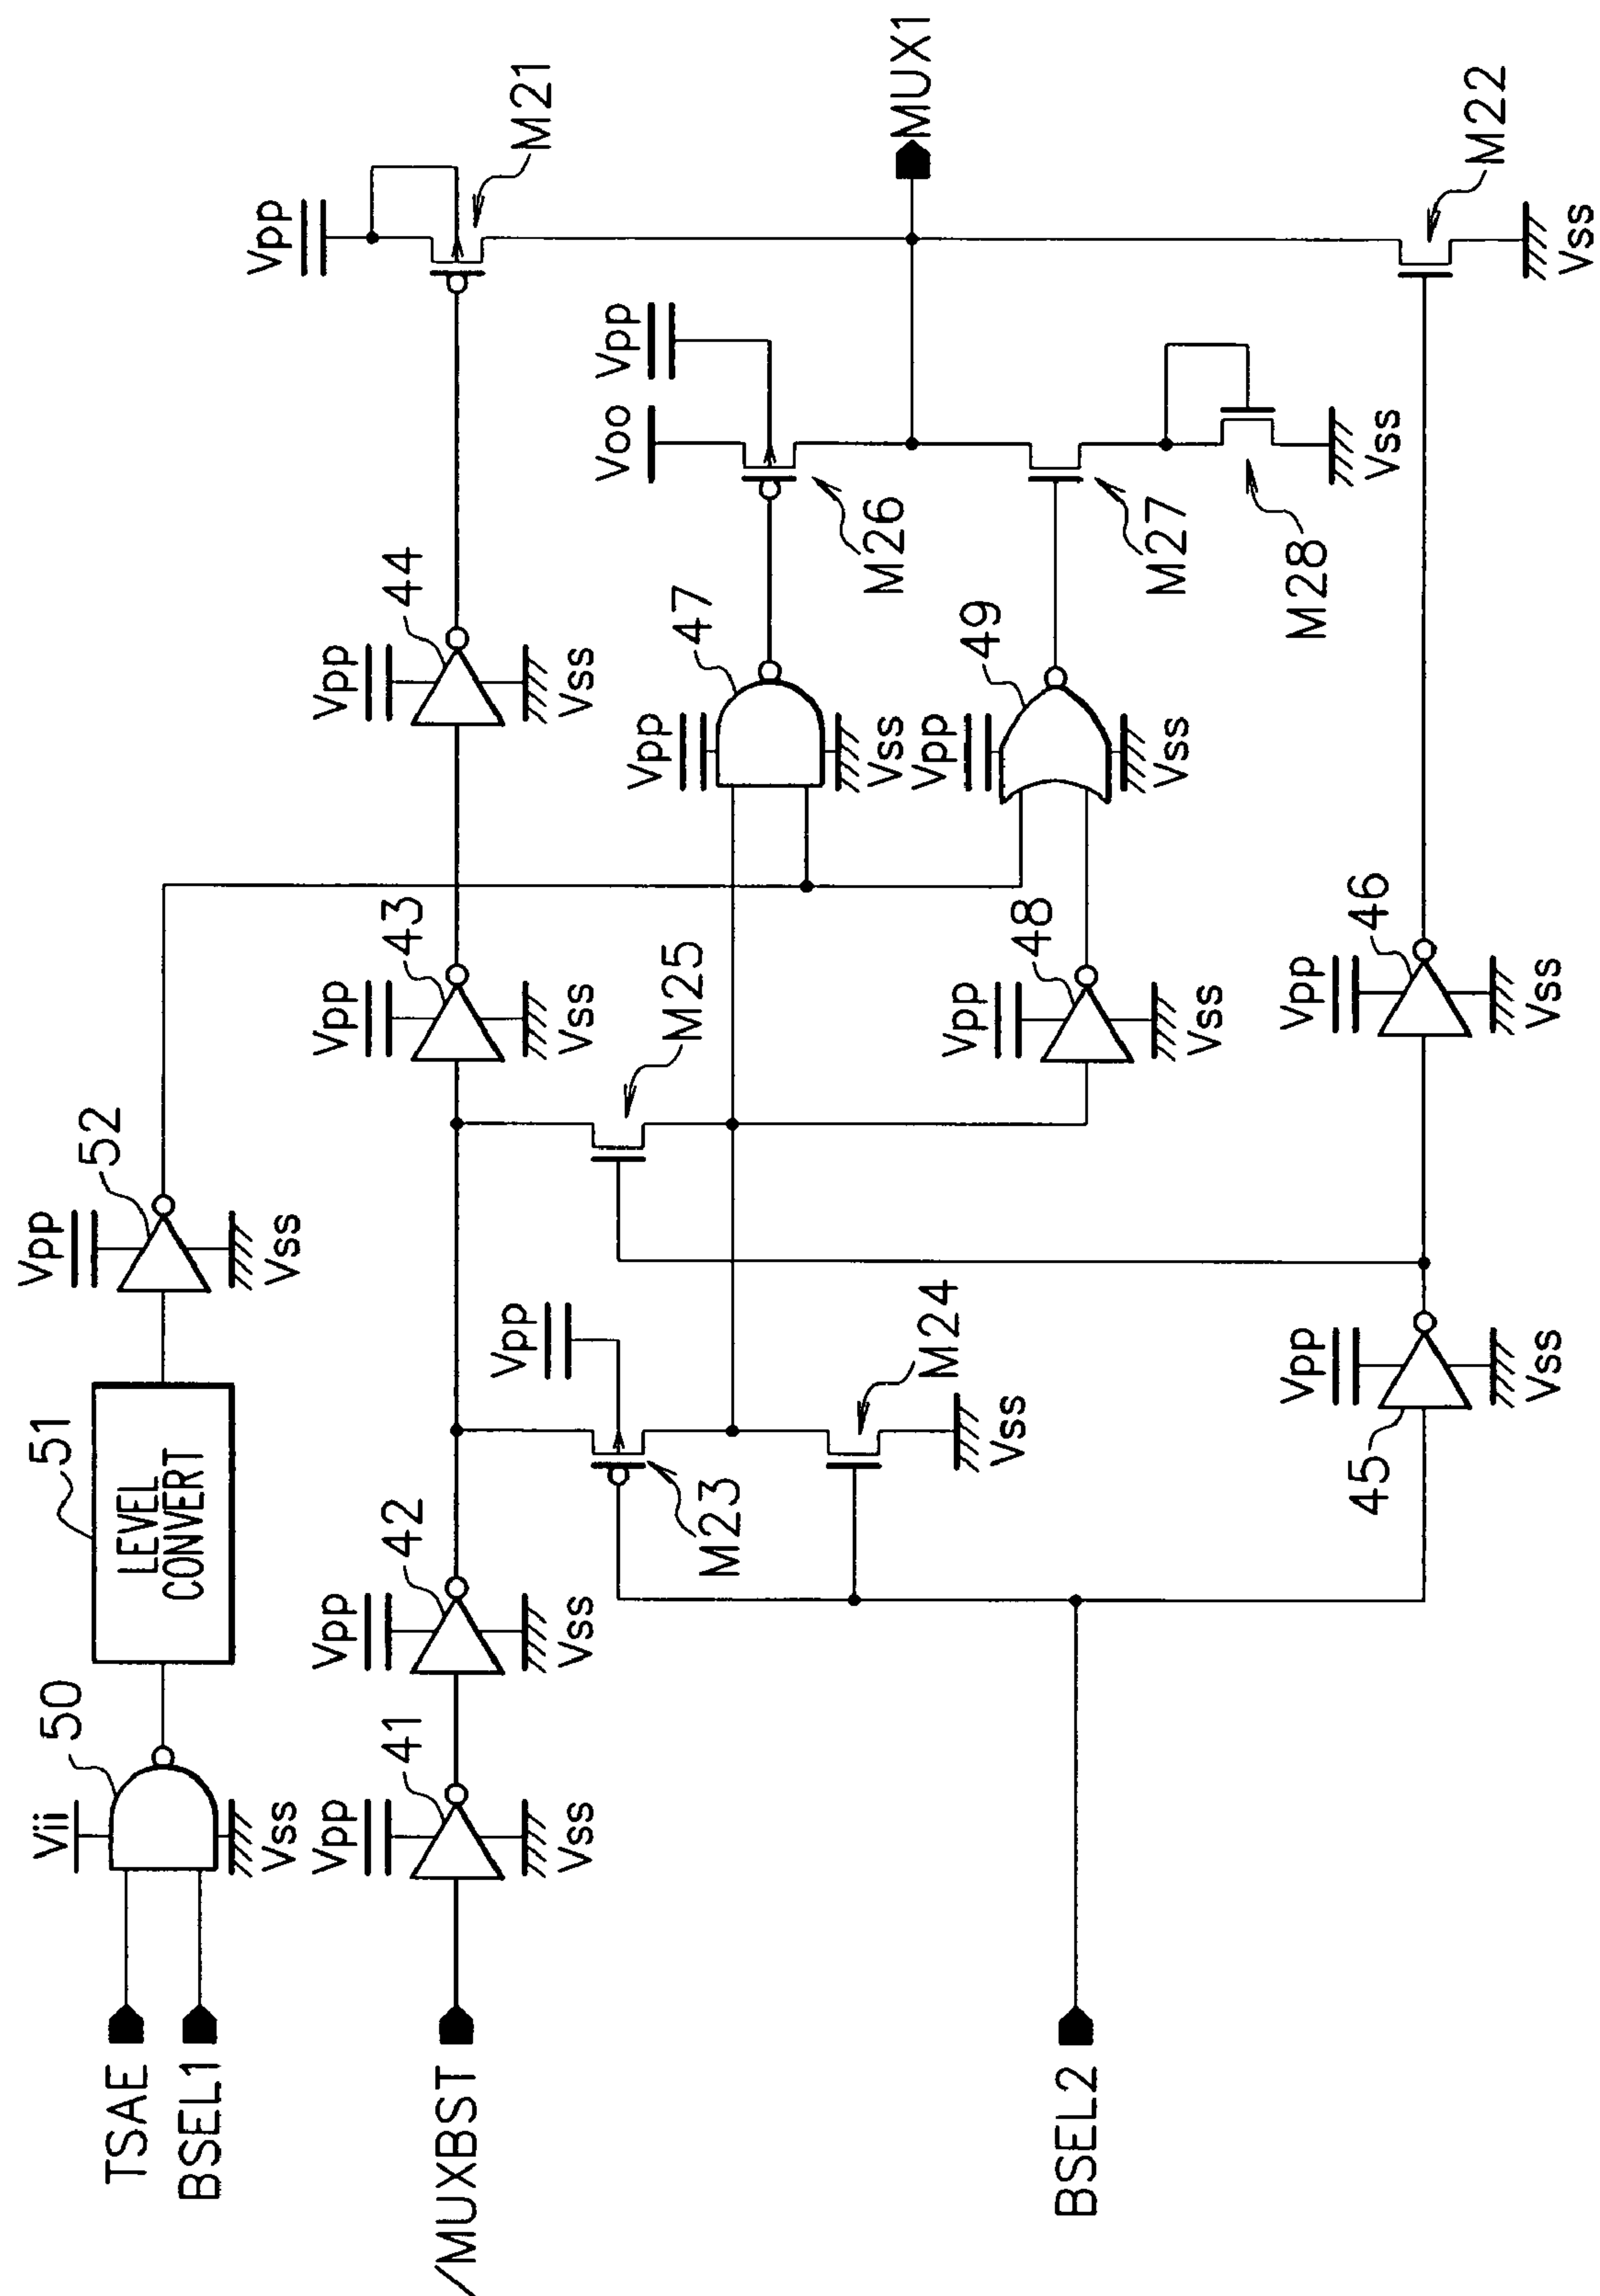 TSAE
BSEL1
/MUXBST
BSEL2
Vii
50
Vss
LEVEL
CONVERT
51
Vpp
52
Vss
Vpp
41
Vss
Vpp
42
Vss
Vpp
43
Vss
Vpp
44
Vss
Vpp
M21
Vpp
M23
M24
Vss
M25
Vpp
47
Vss
Voo
Vpp
M26
MUX1
Vpp
48
Vss
Vpp
49
Vss
M27
M28
Vss
Vpp
45
Vss
Vpp
46
Vss
M22
Vss